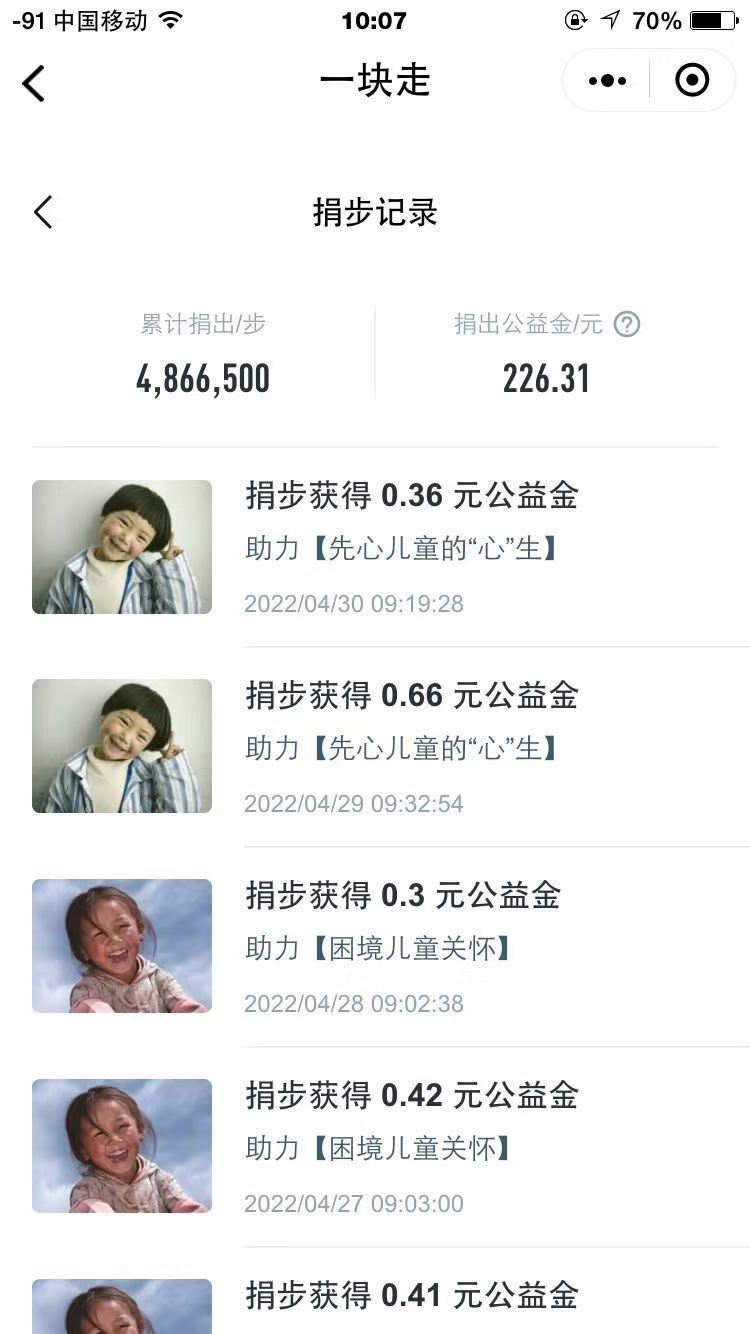 -91 中国移动 10:07 70%
一块走
捐步记录
累计捐出/步 捐出公益金/元 ?
4,866,500 226.31
捐步获得 0.36 元公益金
助力【先心儿童的“心”生】
2022/04/30 09:19:28
捐步获得 0.66 元公益金
助力【先心儿童的“心”生】
2022/04/29 09:32:54
捐步获得 0.3 元公益金
助力【困境儿童关怀】
2022/04/28 09:02:38
捐步获得 0.42 元公益金
助力【困境儿童关怀】
2022/04/27 09:03:00
捐步获得 0.41 元公益金